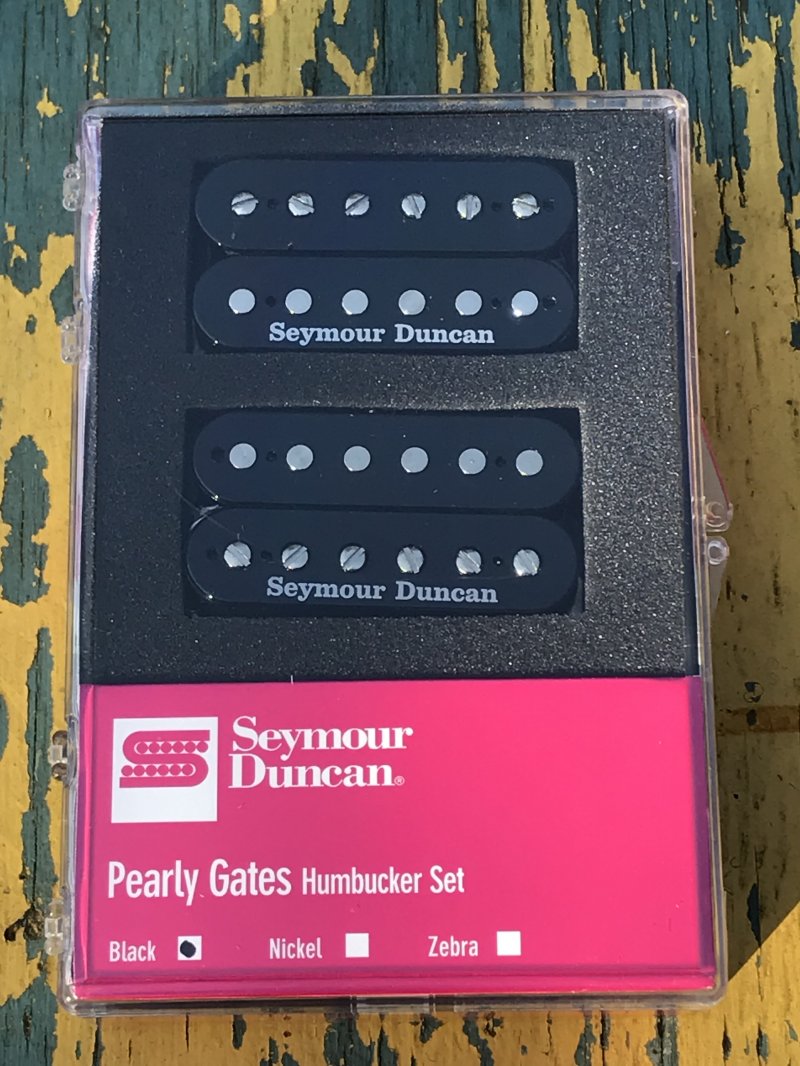 Seymour Duncan
Seymour Duncan
Seymour
Duncan®
Pearly Gates Humbucker Set
Black Nickel Zebra